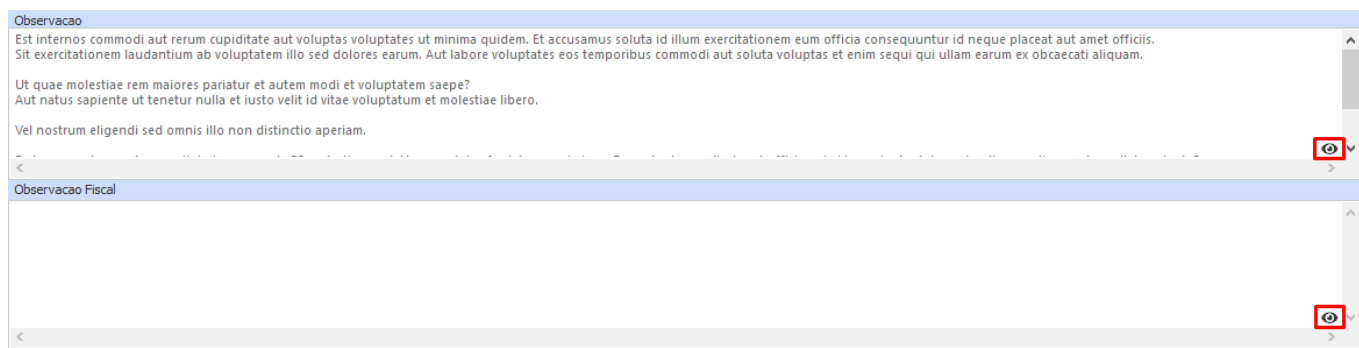 Observacao
Est internos commodi aut rerum cupiditate aut voluptas voluptates ut minima quidem. Et accusamus soluta id illum exercitationem eum officia consequuntur id neque placeat aut amet officiis.
Sit exercitationem laudantium ab voluptatem illo sed dolores earum. Aut labore voluptates eos temporibus commodi aut soluta voluptas et enim sequi qui ullam earum ex obcaecati aliquam.
Ut quae molestiae rem maiores pariatur et autem modi et voluptatem saepe?
Aut natus sapiente ut tenetur nulla et iusto velit id vitae voluptatum et molestiae libero.
Vel nostrum eligendi sed omnis illo non distinctio aperiam.
Observacao Fiscal